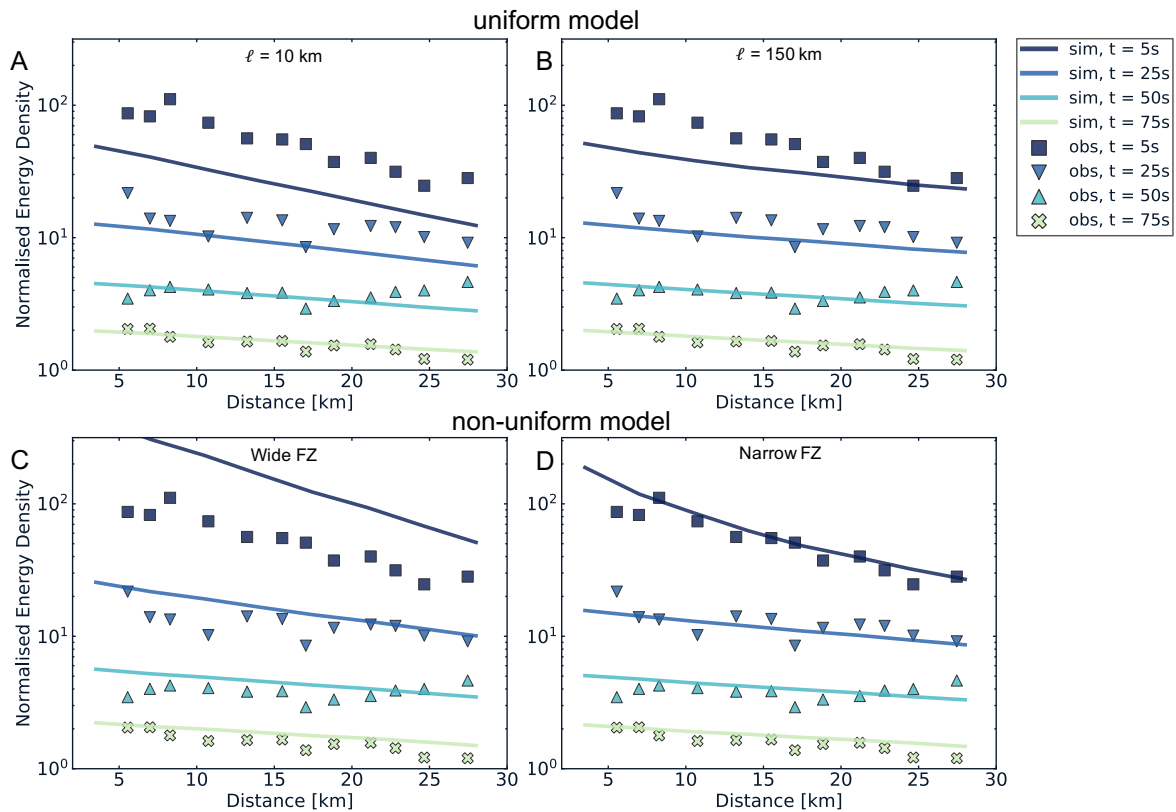 uniform model
A
ℓ = 10 km
B
ℓ = 150 km
sim, t = 5s
sim, t = 25s
sim, t = 50s
sim, t = 75s
obs, t = 5s
obs, t = 25s
obs, t = 50s
obs, t = 75s
Normalised Energy Density
10²
10¹
10⁰
5 10 15 20 25 30
Distance [km]
10²
10¹
10⁰
5 10 15 20 25 30
Distance [km]
non-uniform model
C
Wide FZ
D
Narrow FZ
Normalised Energy Density
10²
10¹
10⁰
5 10 15 20 25 30
Distance [km]
10²
10¹
10⁰
5 10 15 20 25 30
Distance [km]